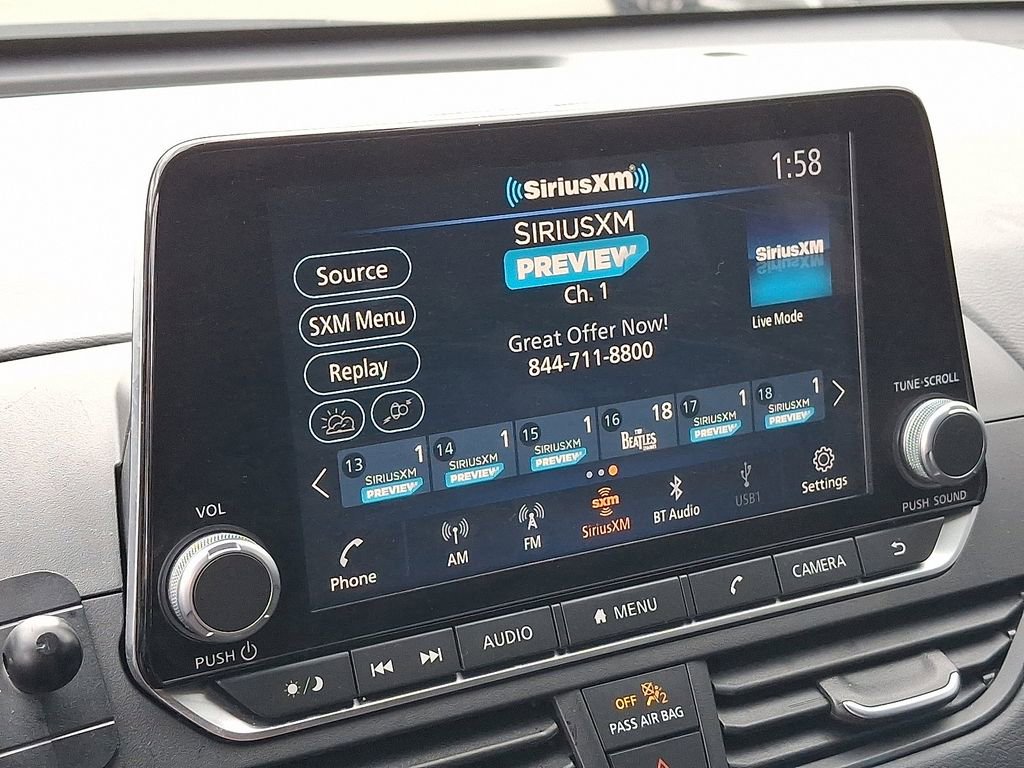 SiriusXM
1:58
SIRIUSXM
PREVIEW
Ch. 1
Great Offer Now!
844-711-8800
Source
SXM Menu
Replay
SiriusXM
Live Mode
13 1 SIRIUSXM PREVIEW
14 1 SIRIUSXM PREVIEW
15 1 SIRIUSXM PREVIEW
16 18 THE BEATLES
17 1 SIRIUSXM PREVIEW
18 1 SIRIUSXM PREVIEW
Phone
AM
FM
sxm
SiriusXM
BT Audio
USB1
Settings
VOL
PUSH
TUNE•SCROLL
PUSH SOUND
AUDIO
MENU
CAMERA
OFF 2
PASS AIR BAG